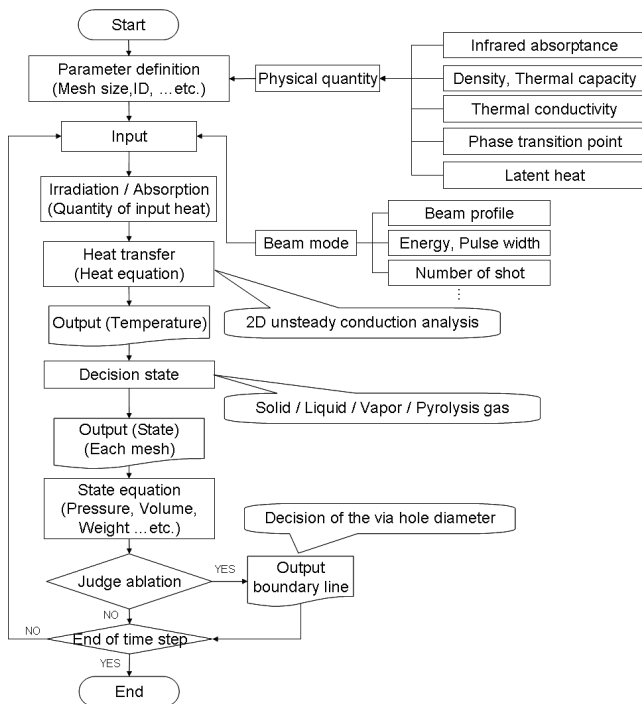 Start
Parameter definition
(Mesh size,ID, ...etc.)
Physical quantity
Infrared absorptance
Density, Thermal capacity
Thermal conductivity
Phase transition point
Latent heat
Input
Irradiation / Absorption
(Quantity of input heat)
Beam mode
Beam profile
Energy, Pulse width
Number of shot
⋮
Heat transfer
(Heat equation)
2D unsteady conduction analysis
Output (Temperature)
Decision state
Solid / Liquid / Vapor / Pyrolysis gas
Output (State)
(Each mesh)
State equation
(Pressure, Volume,
Weight ...etc.)
Decision of the via hole diameter
Judge ablation
YES
Output
boundary line
NO
End of time step
NO
YES
End